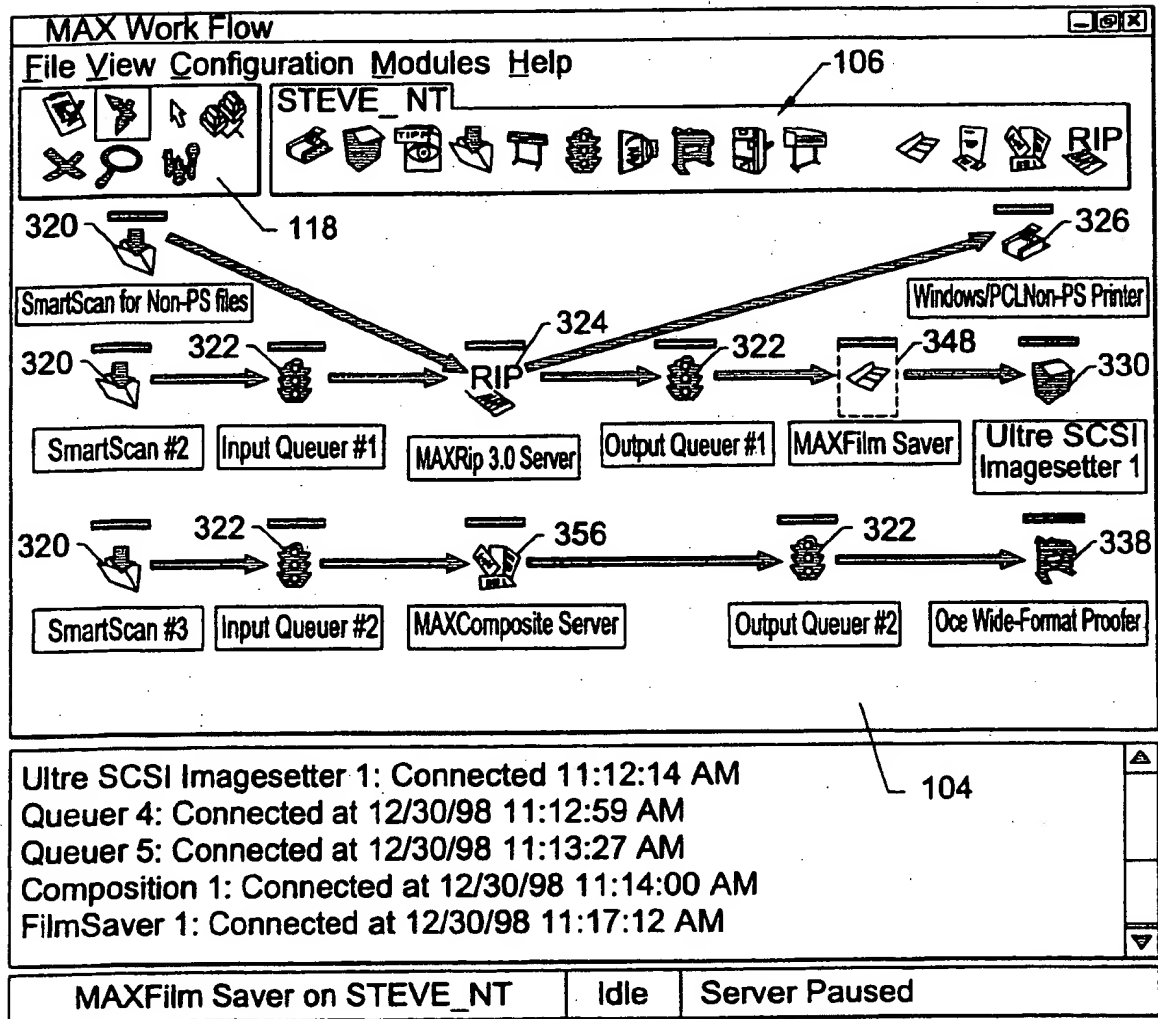 MAX Work Flow
File View Configuration Modules Help
106
STEVE_NT
TIFF
RIP
118
320
326
SmartScan for Non-PS files
Windows/PCLNon-PS Printer
324
320
322
RIP
322
348
330
SmartScan #2
Input Queuer #1
MAXRip 3.0 Server
Output Queuer #1
MAXFilm Saver
Ultre SCSI
Imagesetter 1
320
322
356
322
338
SmartScan #3
Input Queuer #2
MAXComposite Server
Output Queuer #2
Oce Wide-Format Proofer
104
Ultre SCSI Imagesetter 1: Connected 11:12:14 AM
Queuer 4: Connected at 12/30/98 11:12:59 AM
Queuer 5: Connected at 12/30/98 11:13:27 AM
Composition 1: Connected at 12/30/98 11:14:00 AM
FilmSaver 1: Connected at 12/30/98 11:17:12 AM
MAXFilm Saver on STEVE_NT
Idle
Server Paused